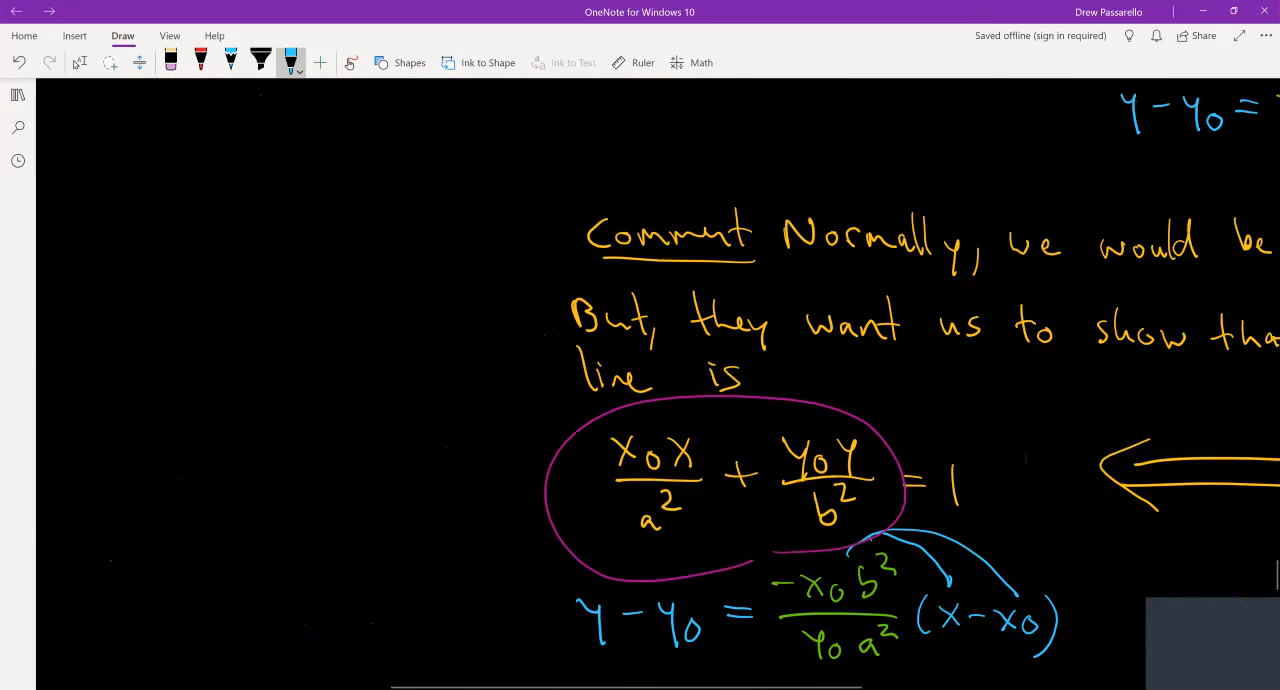 OneNote for Windows 10
Drew Passarello
Home Insert Draw View Help
Saved offline (sign in required) Share
Shapes Ink to Shape Ink to Text Ruler Math
y - y0 =
Comment Normally, we would be
But, they want us to show tha
line is
x0x/a² + y0y/b² = 1
y - y0 = -x0b²/y0a² (x - x0)